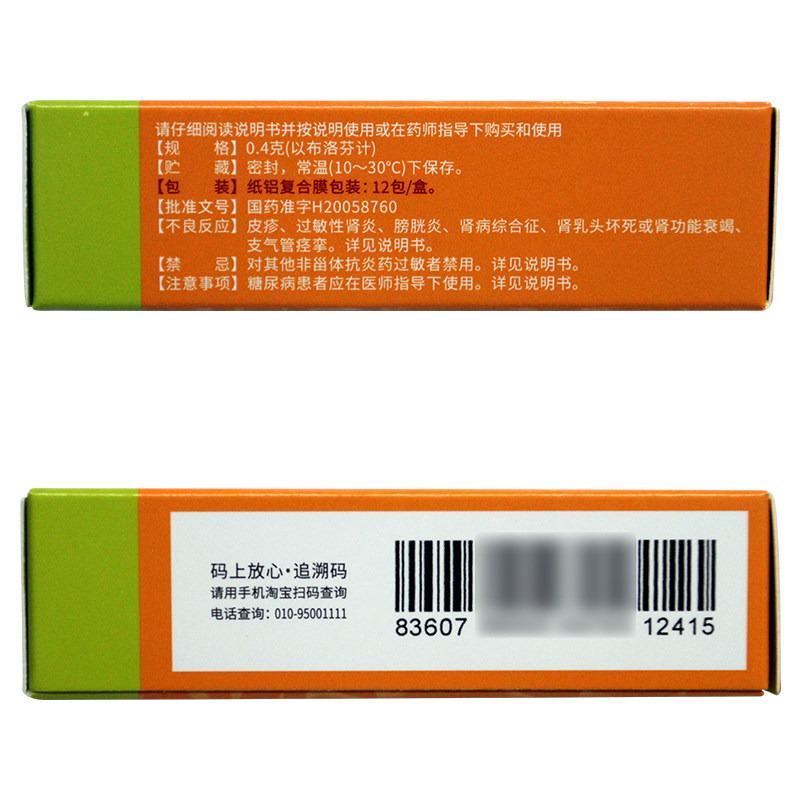 请仔细阅读说明书并按说明使用或在药师指导下购买和使用
【规　格】0.4克(以布洛芬计)
【贮　藏】密封，常温(10～30℃)下保存。
【包　装】纸铝复合膜包装：12包/盒。
【批准文号】国药准字H20058760
【不良反应】皮疹、过敏性肾炎、膀胱炎、肾病综合征、肾乳头坏死或肾功能衰竭、
支气管痉挛。详见说明书。
【禁　忌】对其他非甾体抗炎药过敏者禁用。详见说明书。
【注意事项】糖尿病患者应在医师指导下使用。详见说明书。
码上放心·追溯码
请用手机淘宝扫码查询
电话查询：010-95001111
83607
12415